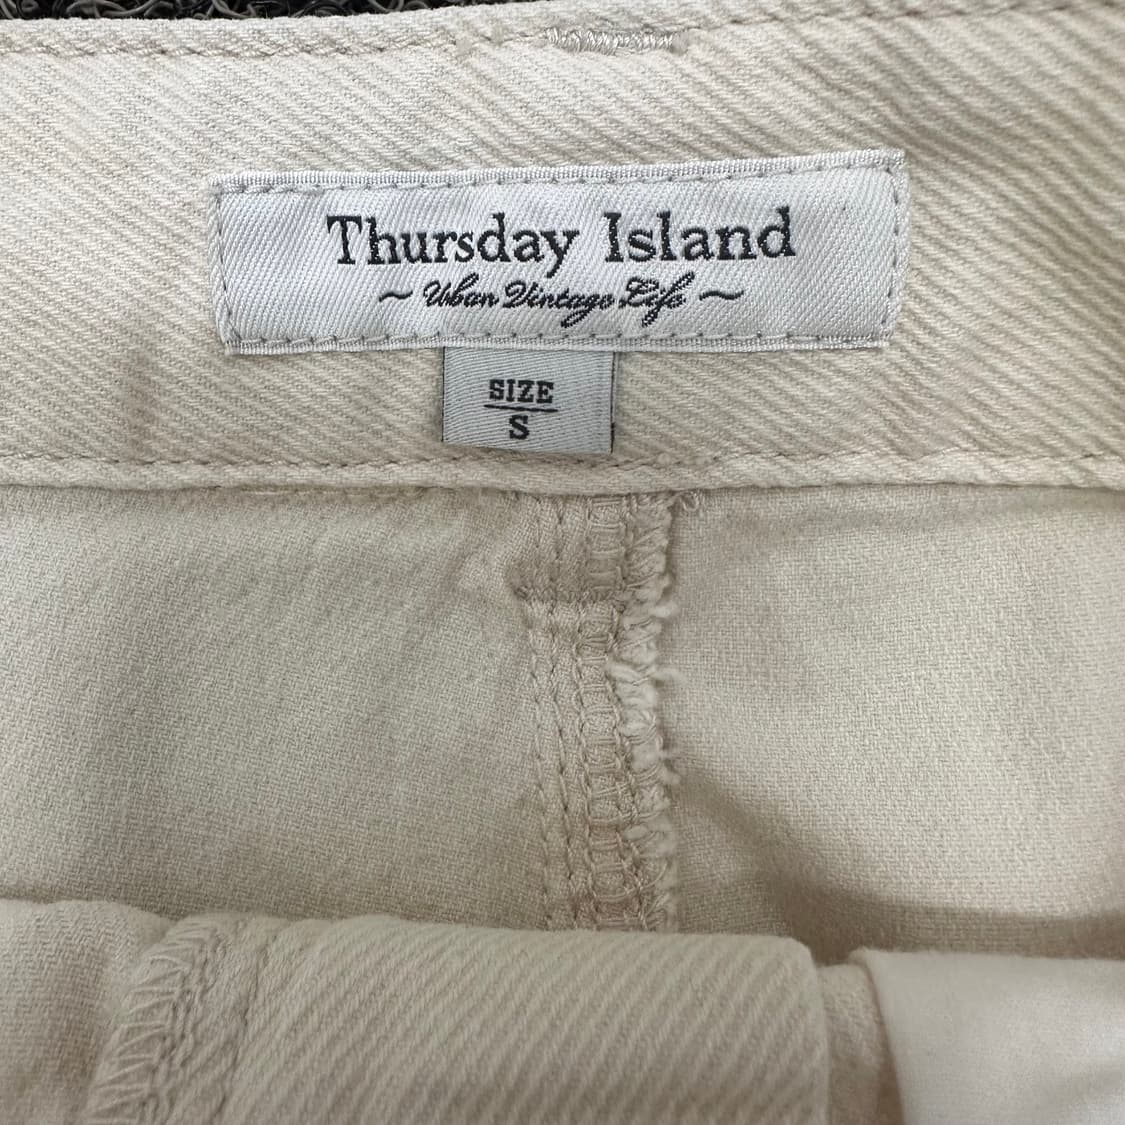 Thursday Island
~ Urban Vintage Life ~
SIZE
S